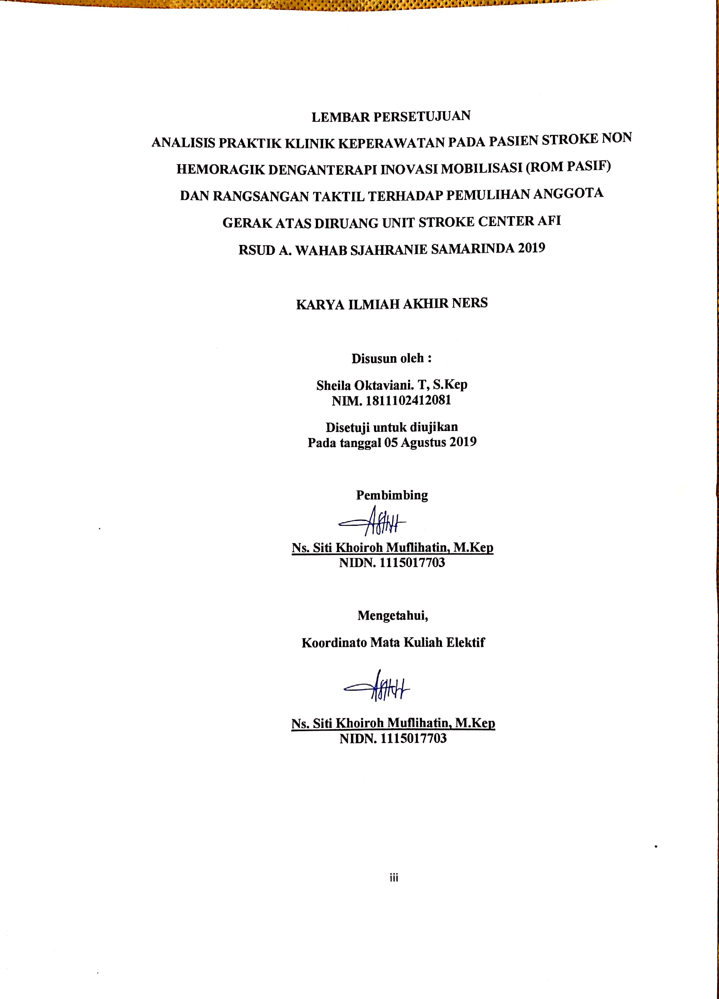 LEMBAR PERSETUJUAN
ANALISIS PRAKTIK KLINIK KEPERAWATAN PADA PASIEN STROKE NON
HEMORAGIK DENGANTERAPI INOVASI MOBILISASI (ROM PASIF)
DAN RANGSANGAN TAKTIL TERHADAP PEMULIHAN ANGGOTA
GERAK ATAS DIRUANG UNIT STROKE CENTER AFI
RSUD A. WAHAB SJAHRANIE SAMARINDA 2019
KARYA ILMIAH AKHIR NERS
Disusun oleh :
Sheila Oktaviani. T, S.Kep
NIM. 1811102412081
Disetuji untuk diujikan
Pada tanggal 05 Agustus 2019
Pembimbing
Ns. Siti Khoiroh Muflihatin, M.Kep
NIDN. 1115017703
Mengetahui,
Koordinato Mata Kuliah Elektif
Ns. Siti Khoiroh Muflihatin, M.Kep
NIDN. 1115017703
iii